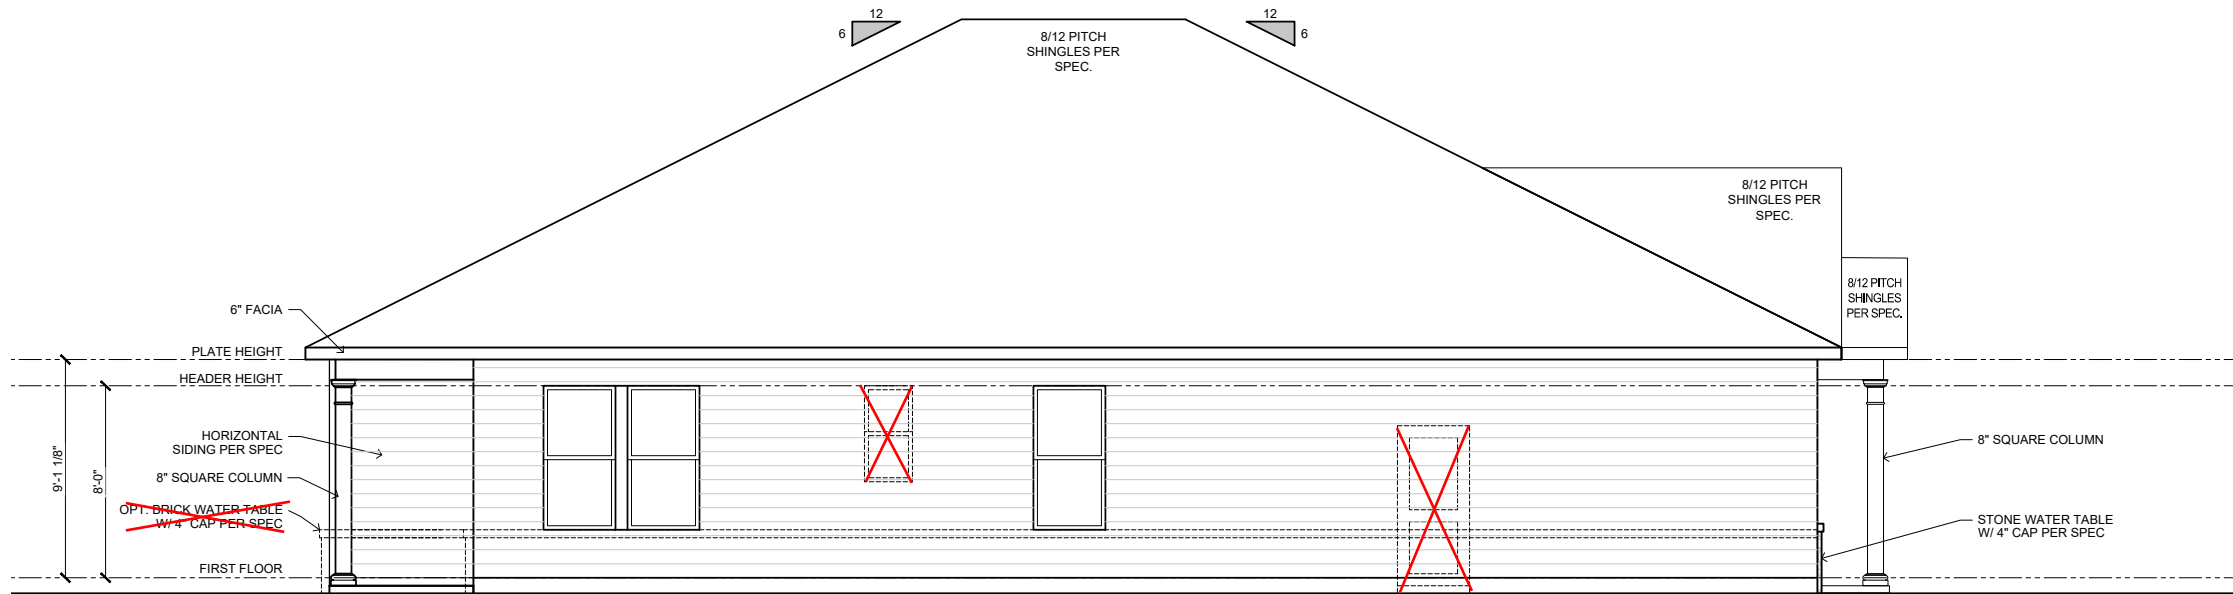 12
6
12
6
8/12 PITCH
SHINGLES PER
SPEC.
8/12 PITCH
SHINGLES PER
SPEC.
8/12 PITCH
SHINGLES
PER SPEC.
6" FACIA
PLATE HEIGHT
HEADER HEIGHT
HORIZONTAL
SIDING PER SPEC
8" SQUARE COLUMN
OPT. BRICK WATER TABLE
W/ 4" CAP PER SPEC
FIRST FLOOR
9'-1 1/8"
8'-0"
8" SQUARE COLUMN
STONE WATER TABLE
W/ 4" CAP PER SPEC